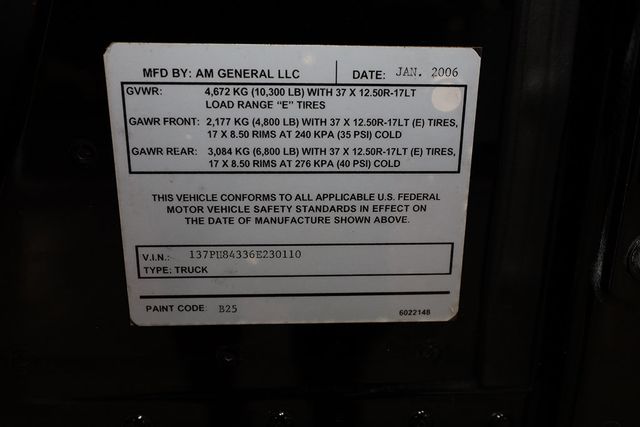 MFD BY: AM GENERAL LLC DATE: JAN. 2006
GVWR: 4,672 KG (10,300 LB) WITH 37 X 12.50R-17LT
LOAD RANGE "E" TIRES
GAWR FRONT: 2,177 KG (4,800 LB) WITH 37 X 12.50R-17LT (E) TIRES,
17 X 8.50 RIMS AT 240 KPA (35 PSI) COLD
GAWR REAR: 3,084 KG (6,800 LB) WITH 37 X 12.50R-17LT (E) TIRES,
17 X 8.50 RIMS AT 276 KPA (40 PSI) COLD
THIS VEHICLE CONFORMS TO ALL APPLICABLE U.S. FEDERAL
MOTOR VEHICLE SAFETY STANDARDS IN EFFECT ON
THE DATE OF MANUFACTURE SHOWN ABOVE.
V.I.N.: 137PH84336E230110
TYPE: TRUCK
PAINT CODE: B25 6022148